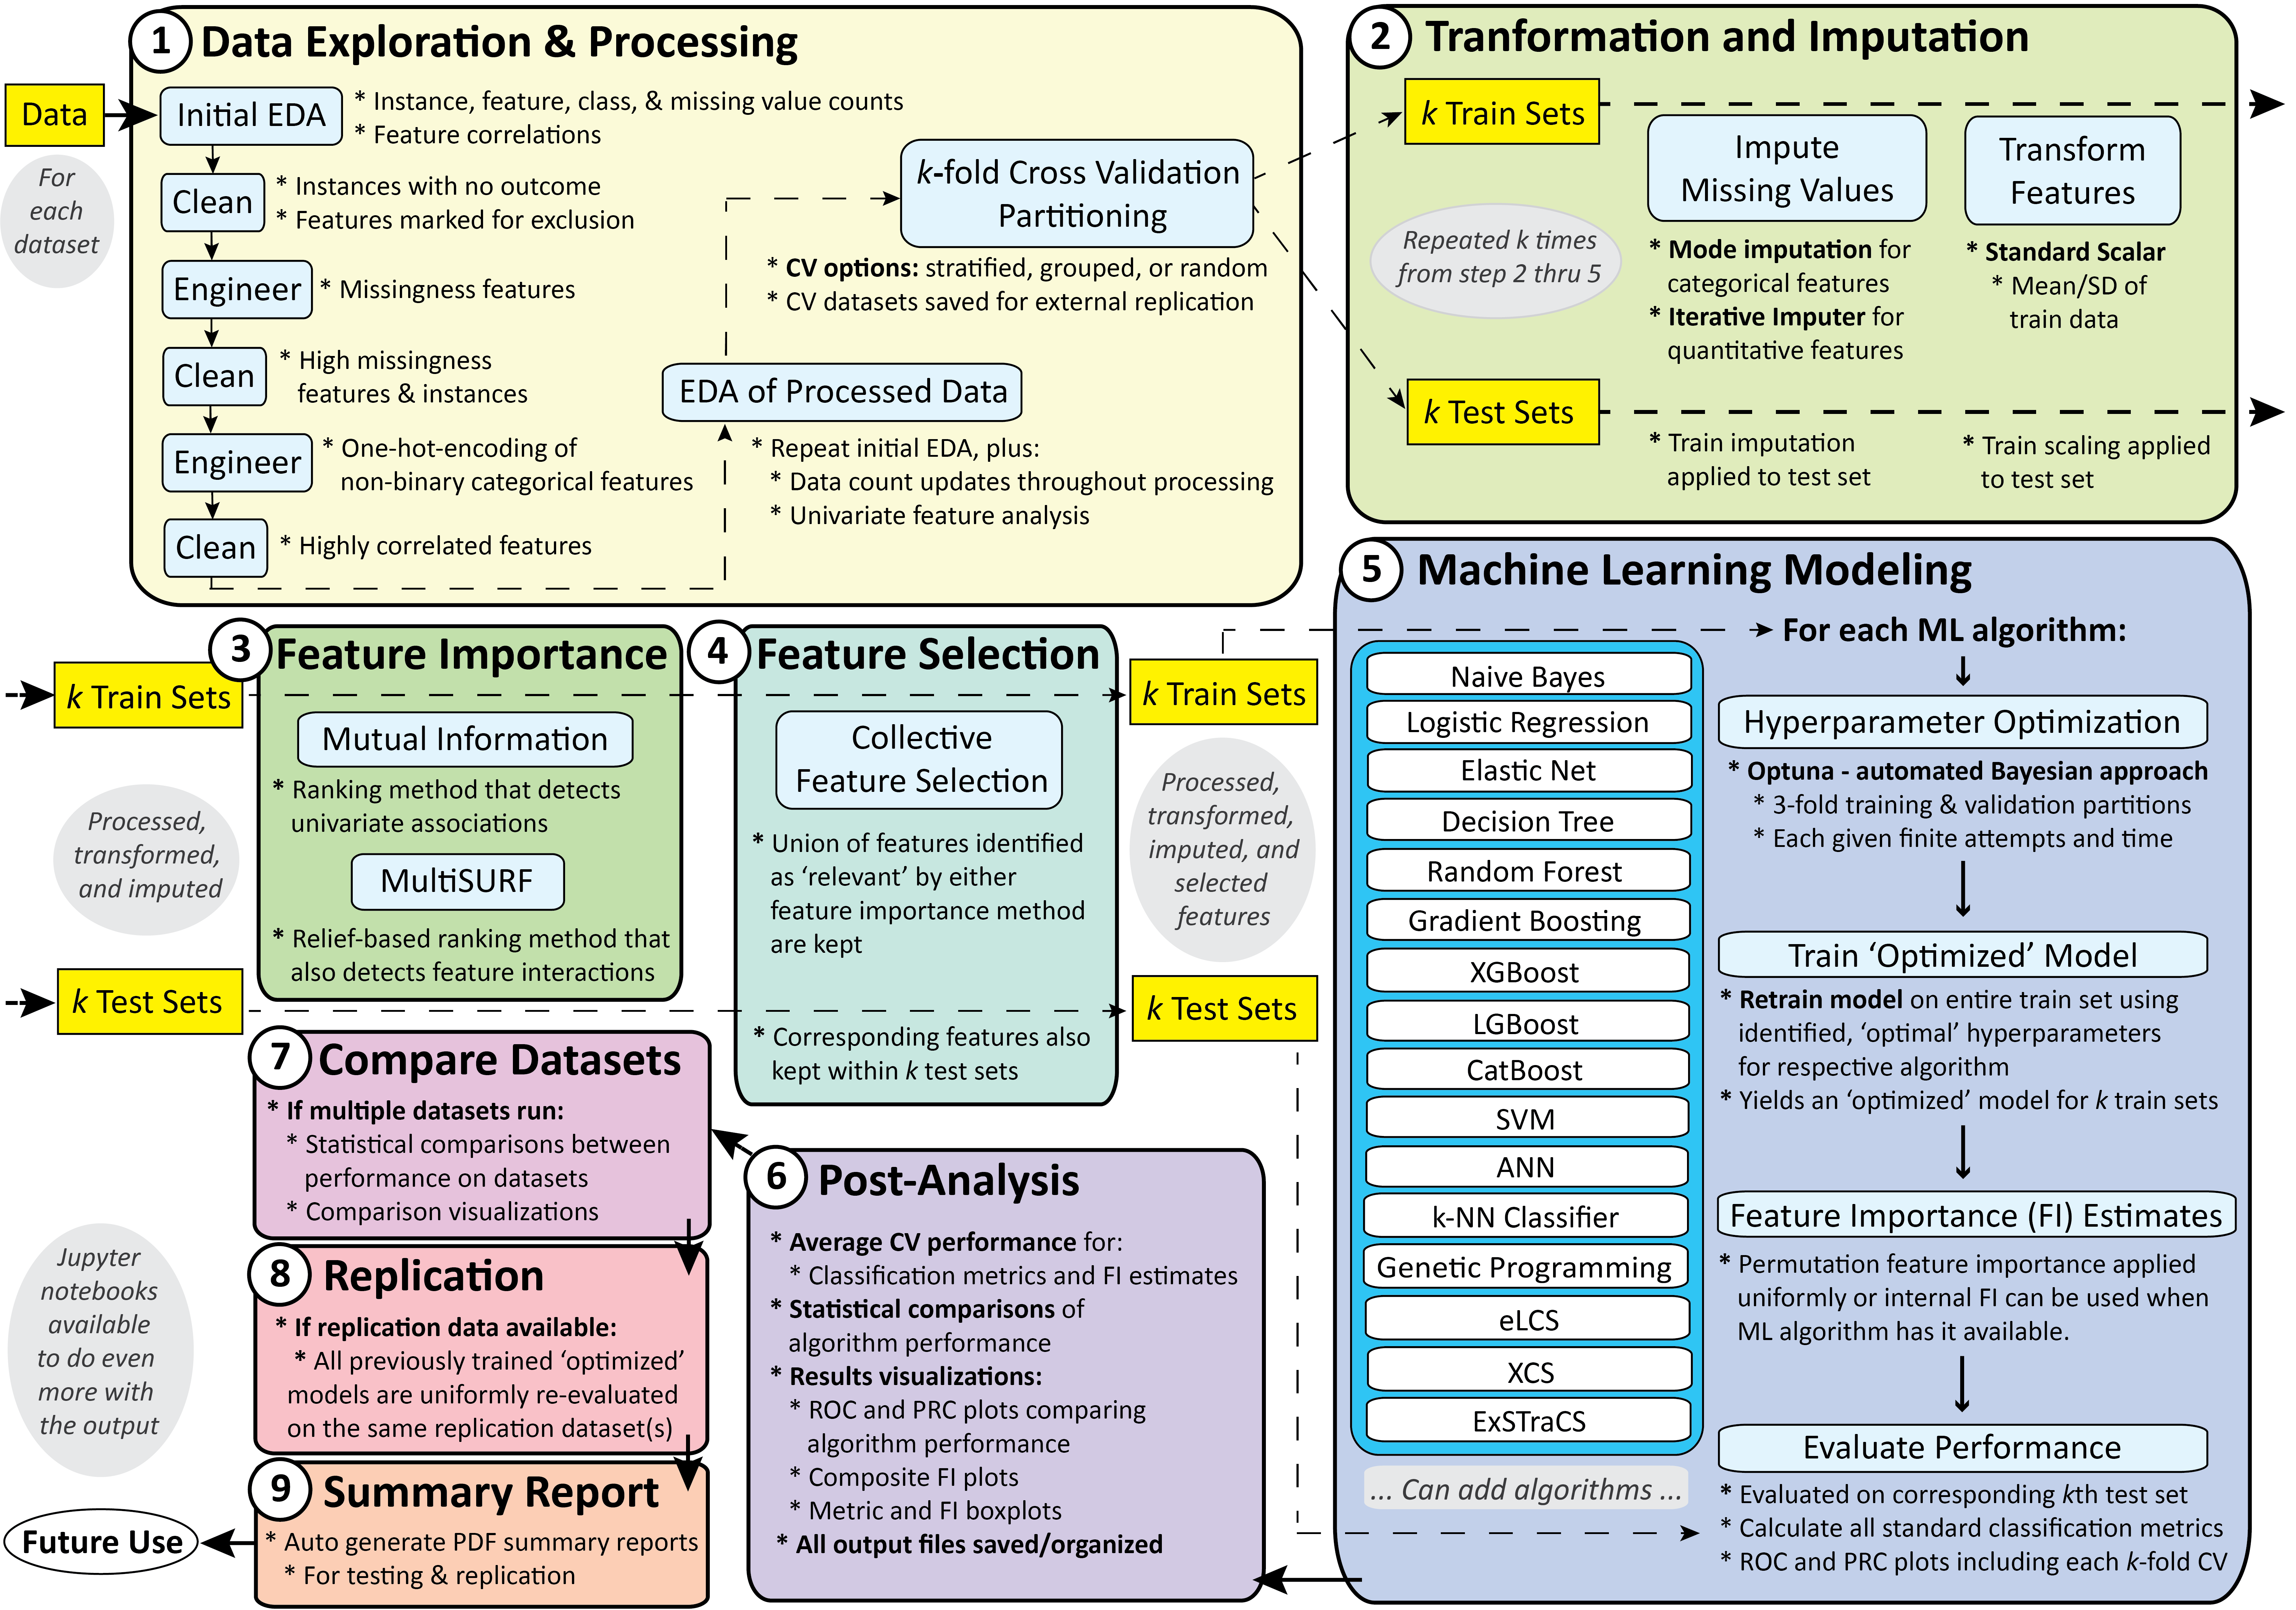 1 Data Exploration & Processing
Data
For
each
dataset
Initial EDA
* Instance, feature, class, & missing value counts
* Feature correlations
Clean
* Instances with no outcome
* Features marked for exclusion
Engineer
* Missingness features
Clean
* High missingness
features & instances
Engineer
* One-hot-encoding of
non-binary categorical features
Clean
* Highly correlated features
EDA of Processed Data
* Repeat initial EDA, plus:
* Data count updates throughout processing
* Univariate feature analysis
k-fold Cross Validation
Partitioning
* CV options: stratified, grouped, or random
* CV datasets saved for external replication
2 Tranformation and Imputation
k Train Sets
Repeated k times
from step 2 thru 5
Impute
Missing Values
* Mode imputation for
categorical features
* Iterative Imputer for
quantitative features
Transform
Features
* Standard Scalar
* Mean/SD of
train data
k Test Sets
* Train imputation
applied to test set
* Train scaling applied
to test set
3 Feature Importance
k Train Sets
Processed,
transformed,
and imputed
k Test Sets
Mutual Information
* Ranking method that detects
univariate associations
MultiSURF
* Relief-based ranking method that
also detects feature interactions
4 Feature Selection
Collective
Feature Selection
* Union of features identified
as ‘relevant’ by either
feature importance method
are kept
* Corresponding features also
kept within k test sets
k Train Sets
Processed,
transformed,
imputed, and
selected
features
k Test Sets
5 Machine Learning Modeling
Naive Bayes
Logistic Regression
Elastic Net
Decision Tree
Random Forest
Gradient Boosting
XGBoost
LGBoost
CatBoost
SVM
ANN
k-NN Classifier
Genetic Programming
eLCS
XCS
ExSTraCS
... Can add algorithms ...
For each ML algorithm:
Hyperparameter Optimization
* Optuna - automated Bayesian approach
* 3-fold training & validation partitions
* Each given finite attempts and time
Train ‘Optimized’ Model
* Retrain model on entire train set using
identified, ‘optimal’ hyperparameters
for respective algorithm
* Yields an ‘optimized’ model for k train sets
Feature Importance (FI) Estimates
* Permutation feature importance applied
uniformly or internal FI can be used when
ML algorithm has it available.
Evaluate Performance
* Evaluated on corresponding kth test set
* Calculate all standard classification metrics
* ROC and PRC plots including each k-fold CV
6 Post-Analysis
* Average CV performance for:
* Classification metrics and FI estimates
* Statistical comparisons of
algorithm performance
* Results visualizations:
* ROC and PRC plots comparing
algorithm performance
* Composite FI plots
* Metric and FI boxplots
* All output files saved/organized
7 Compare Datasets
* If multiple datasets run:
* Statistical comparisons between
performance on datasets
* Comparison visualizations
8 Replication
* If replication data available:
* All previously trained ‘optimized’
models are uniformly re-evaluated
on the same replication dataset(s)
9 Summary Report
* Auto generate PDF summary reports
* For testing & replication
Jupyter
notebooks
available
to do even
more with
the output
Future Use